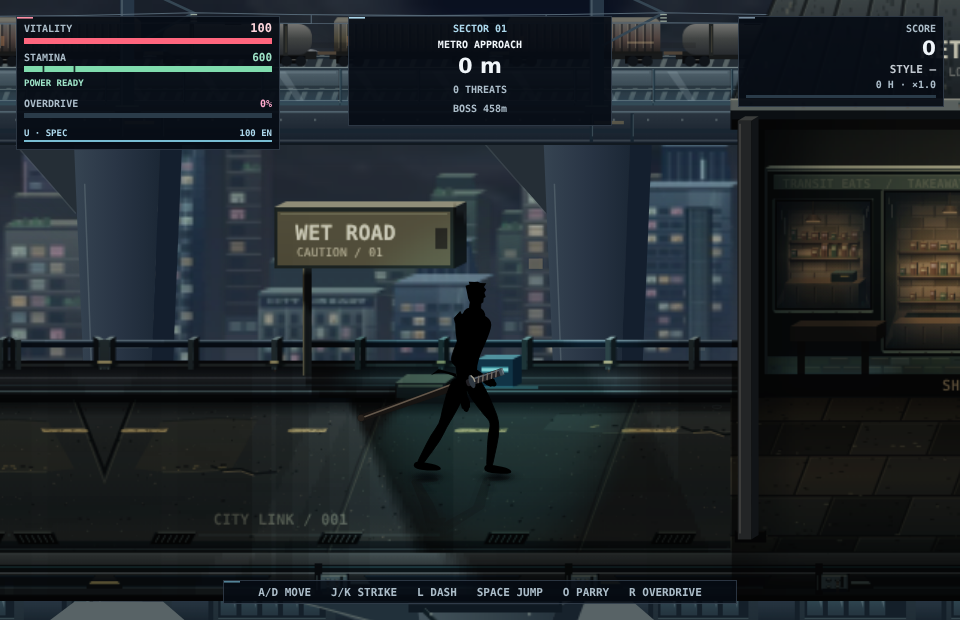 VITALITY 100
STAMINA 600
POWER READY
OVERDRIVE 0%
U · SPEC 100 EN
SECTOR 01
METRO APPROACH
0 m
0 THREATS
BOSS 458m
SCORE
0
STYLE —
0 H · ×1.0
TRANSIT EATS / TAKEAWA
WET ROAD
CAUTION / 01
SH
CITY LINK / 001
A/D MOVE J/K STRIKE L DASH SPACE JUMP O PARRY R OVERDRIVE